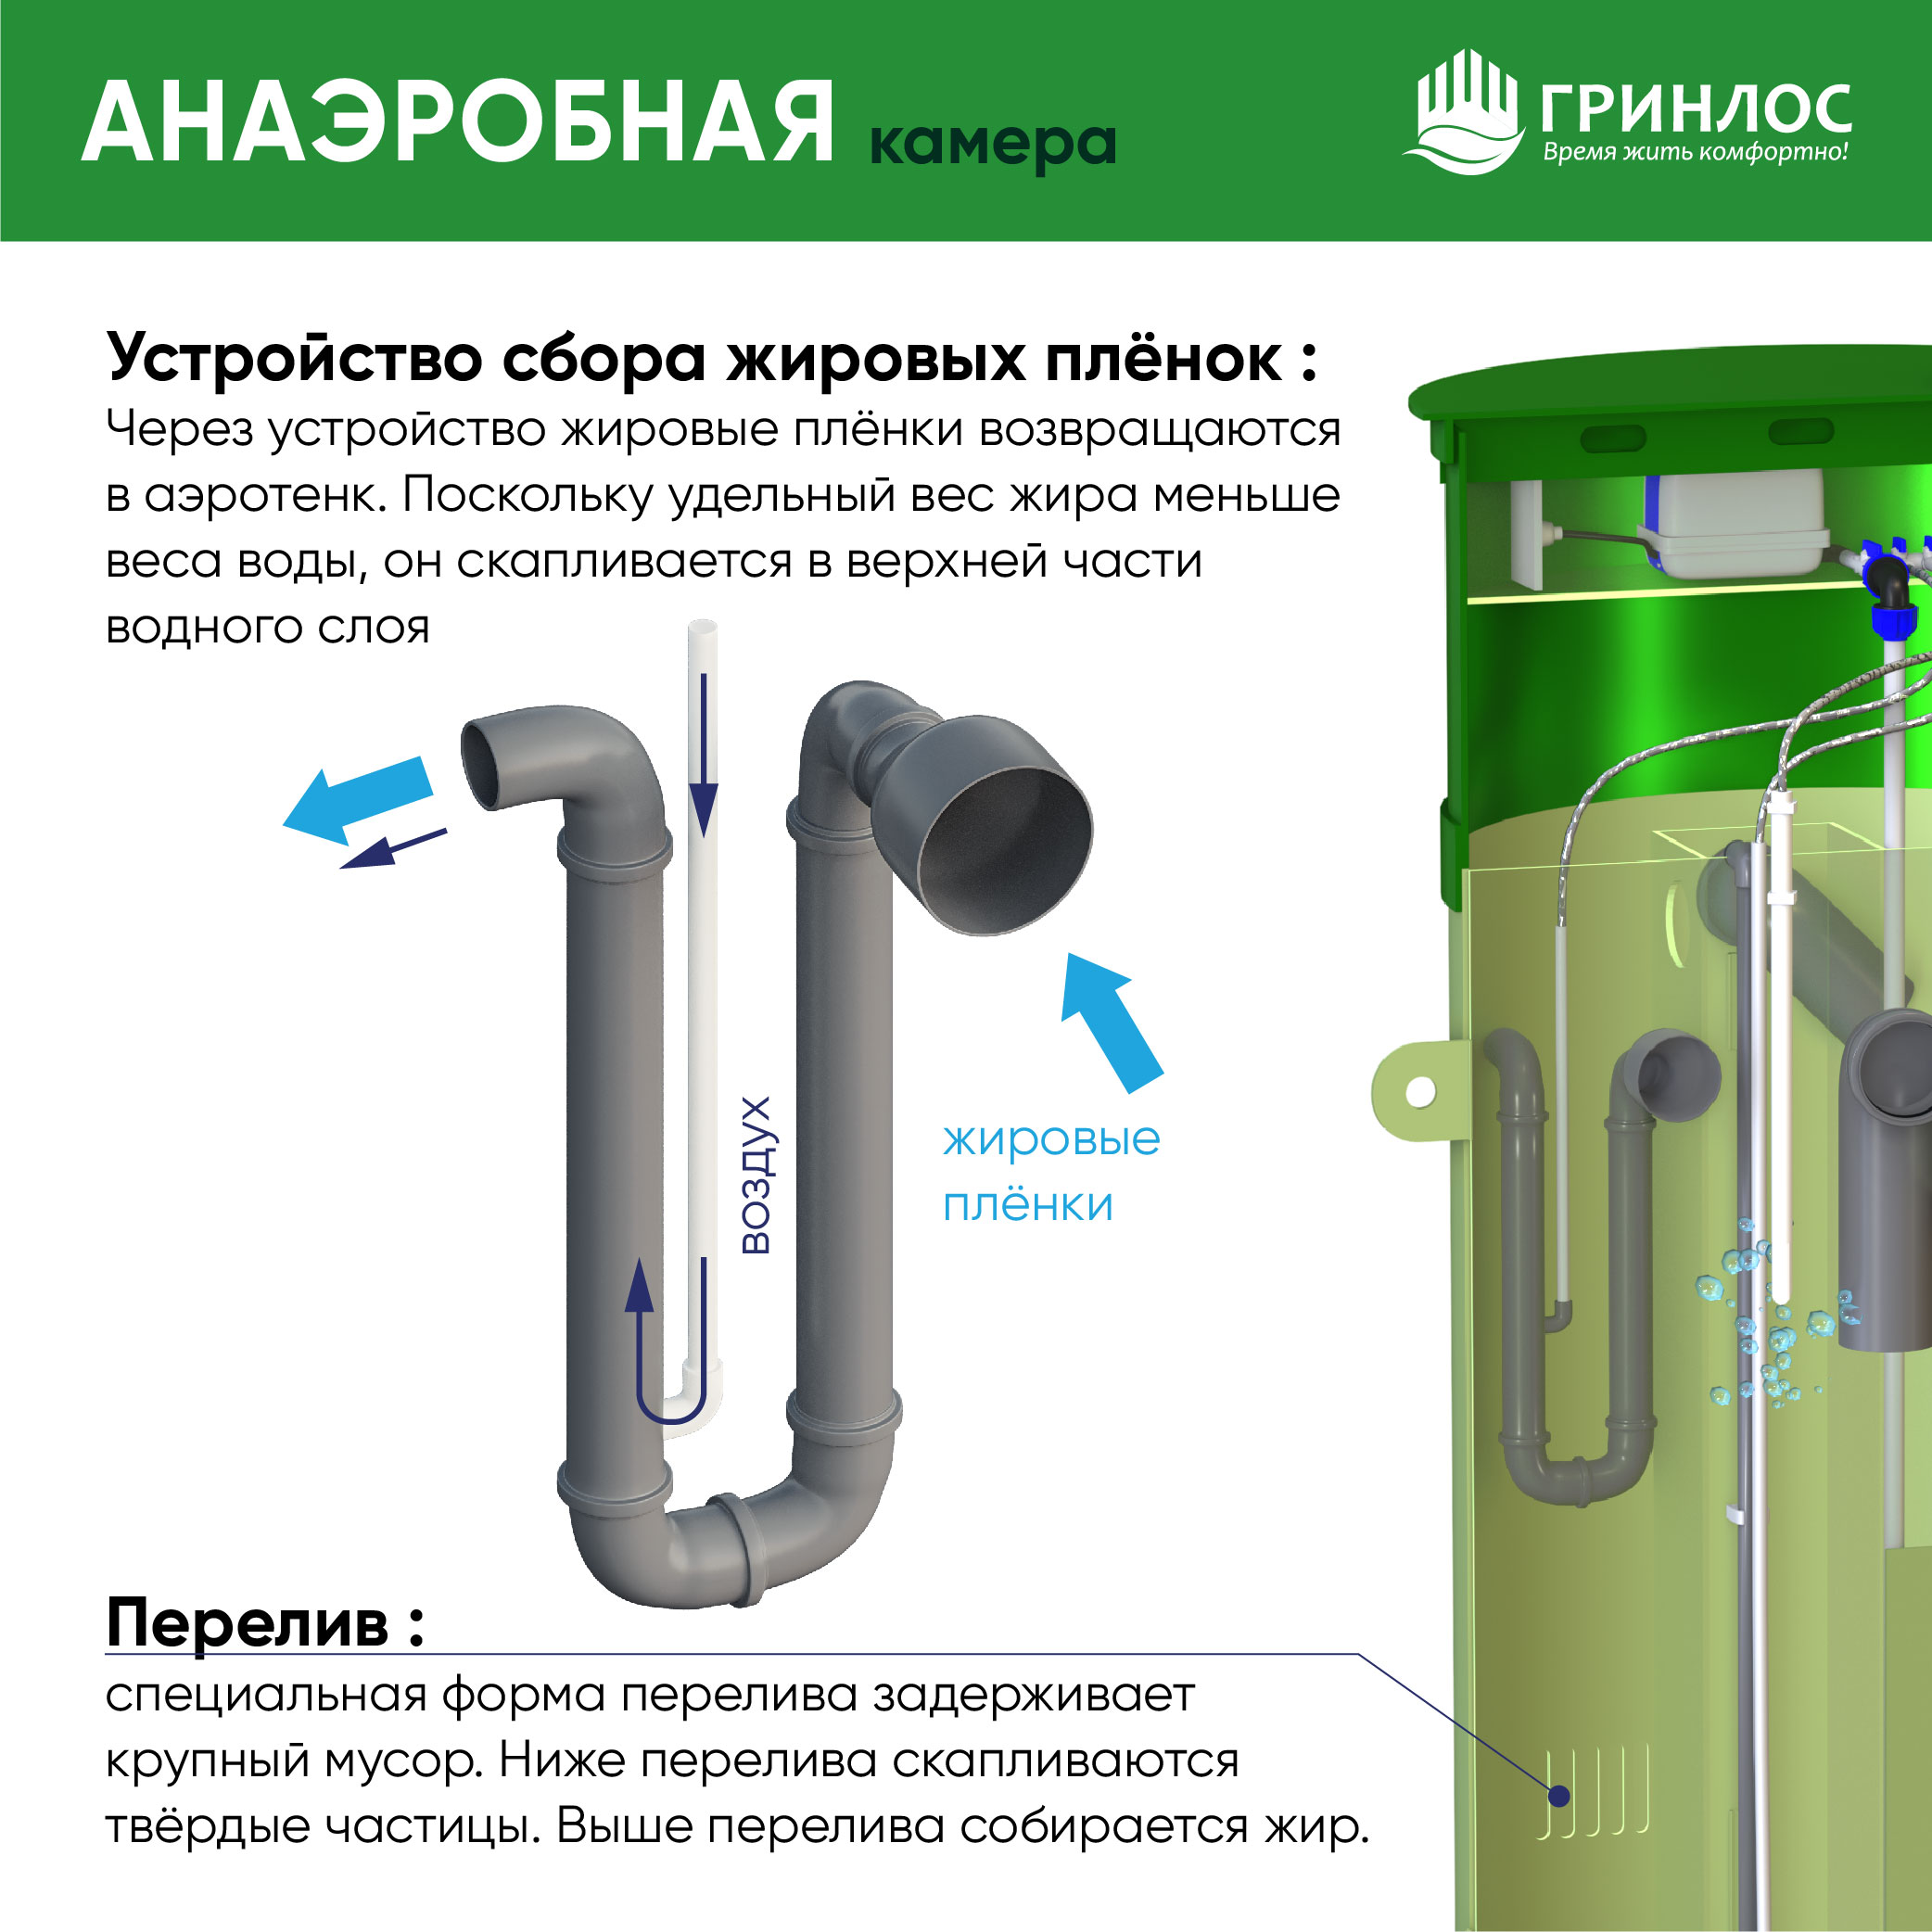 АНАЭРОБНАЯ камера
ГРИНЛОС
Время жить комфортно!
Устройство сбора жировых плёнок :
Через устройство жировые плёнки возвращаются
в аэротенк. Поскольку удельный вес жира меньше
веса воды, он скапливается в верхней части
водного слоя
воздух
жировые
плёнки
Перелив :
специальная форма перелива задерживает
крупный мусор. Ниже перелива скапливаются
твёрдые частицы. Выше перелива собирается жир.